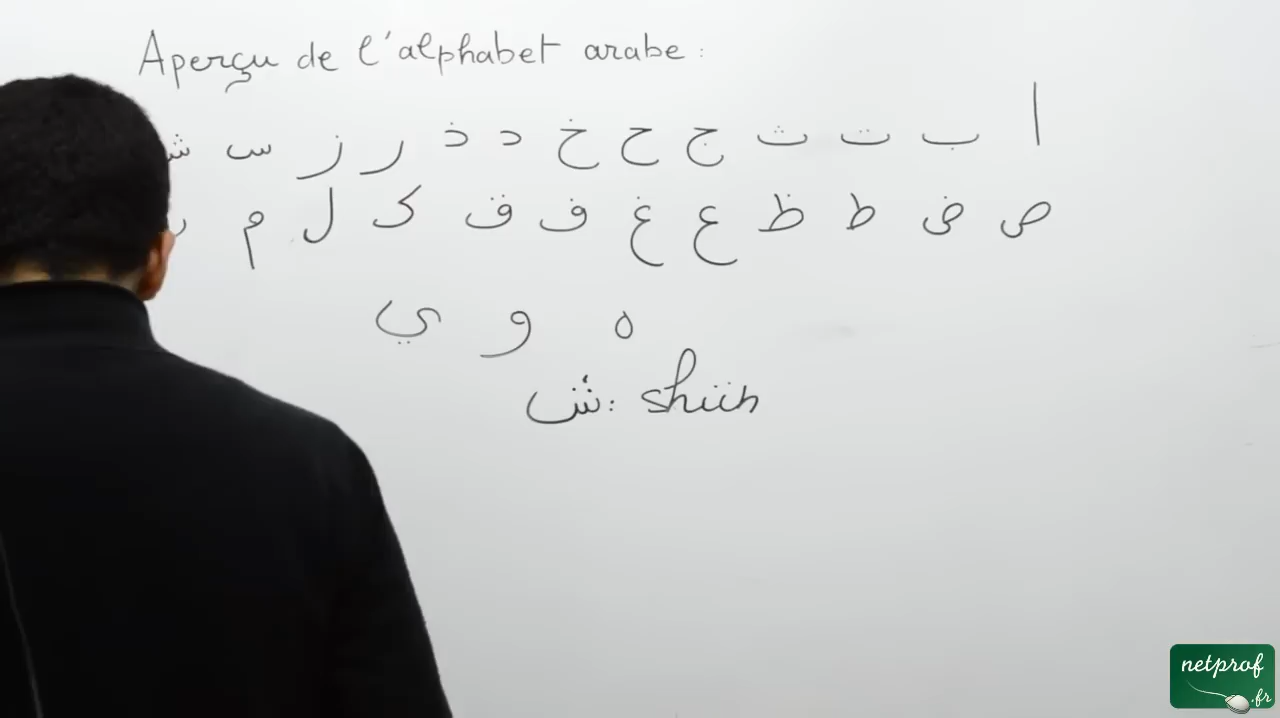 Aperçu de l'alphabet arabe :
ا ب ت ث ج ح خ د ذ ر ز س ش
ص ض ط ظ ع غ ف ق ک ل م
ه و ي
ش : shiin
netprof
.fr